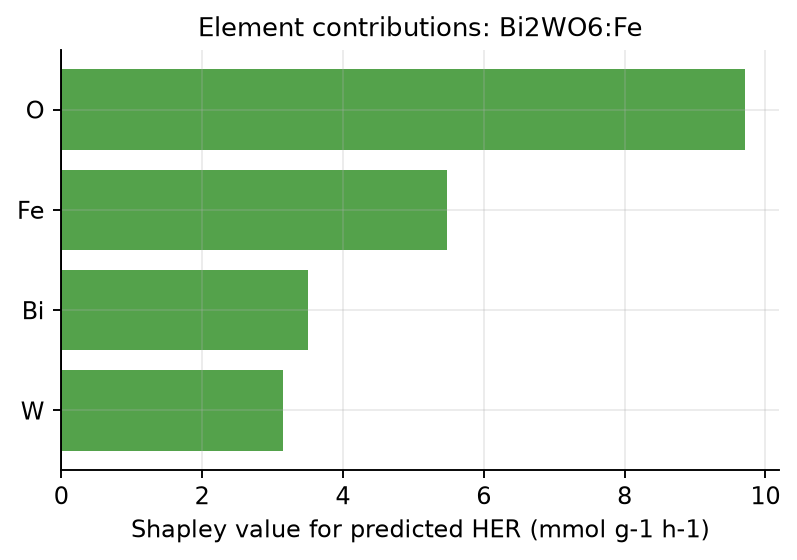 Element contributions: Bi2WO6:Fe
O
Fe
Bi
W
0 2 4 6 8 10
Shapley value for predicted HER (mmol g-1 h-1)